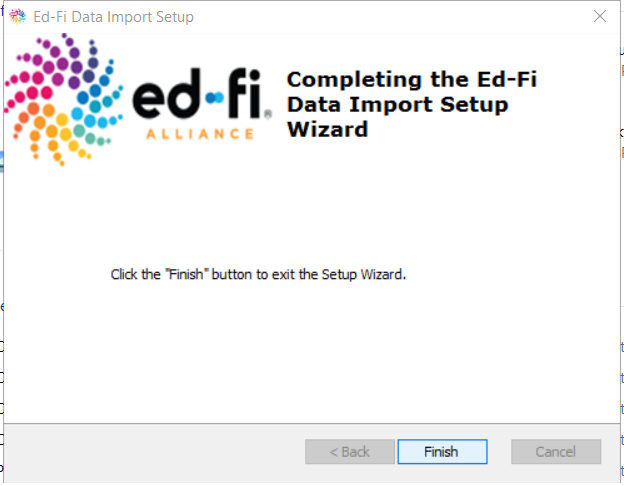 Ed-Fi Data Import Setup
ed-fi®
ALLIANCE
Completing the Ed-Fi
Data Import Setup
Wizard
Click the "Finish" button to exit the Setup Wizard.
< Back
Finish
Cancel